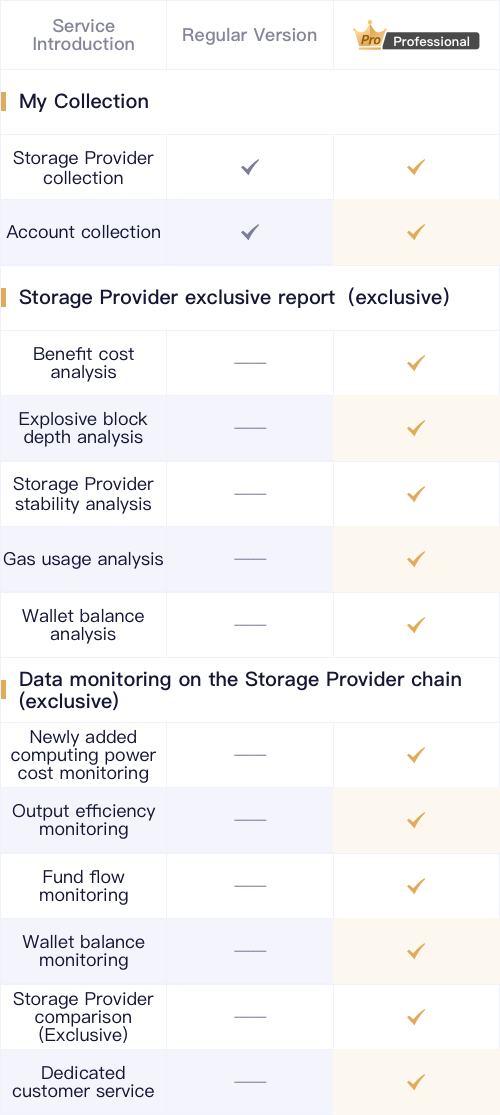 Service
Introduction
Regular Version
Pro
Professional
My Collection
Storage Provider
collection
Account collection
Storage Provider exclusive report（exclusive）
Benefit cost
analysis
Explosive block
depth analysis
Storage Provider
stability analysis
Gas usage analysis
Wallet balance
analysis
Data monitoring on the Storage Provider chain
(exclusive)
Newly added
computing power
cost monitoring
Output efficiency
monitoring
Fund flow
monitoring
Wallet balance
monitoring
Storage Provider
comparison
(Exclusive)
Dedicated
customer service